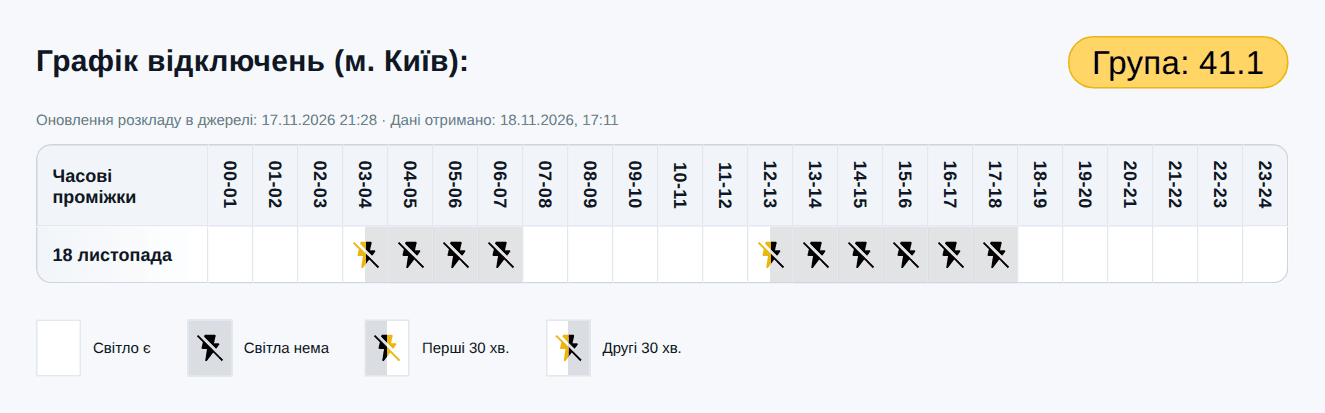 Графік відключень (м. Київ):
Група: 41.1
Оновлення розкладу в джерелі: 17.11.2026 21:28 · Дані отримано: 18.11.2026, 17:11
Часові
проміжки
00-01
01-02
02-03
03-04
04-05
05-06
06-07
07-08
08-09
09-10
10-11
11-12
12-13
13-14
14-15
15-16
16-17
17-18
18-19
19-20
20-21
21-22
22-23
23-24
18 листопада
Світло є
Світла нема
Перші 30 хв.
Другі 30 хв.